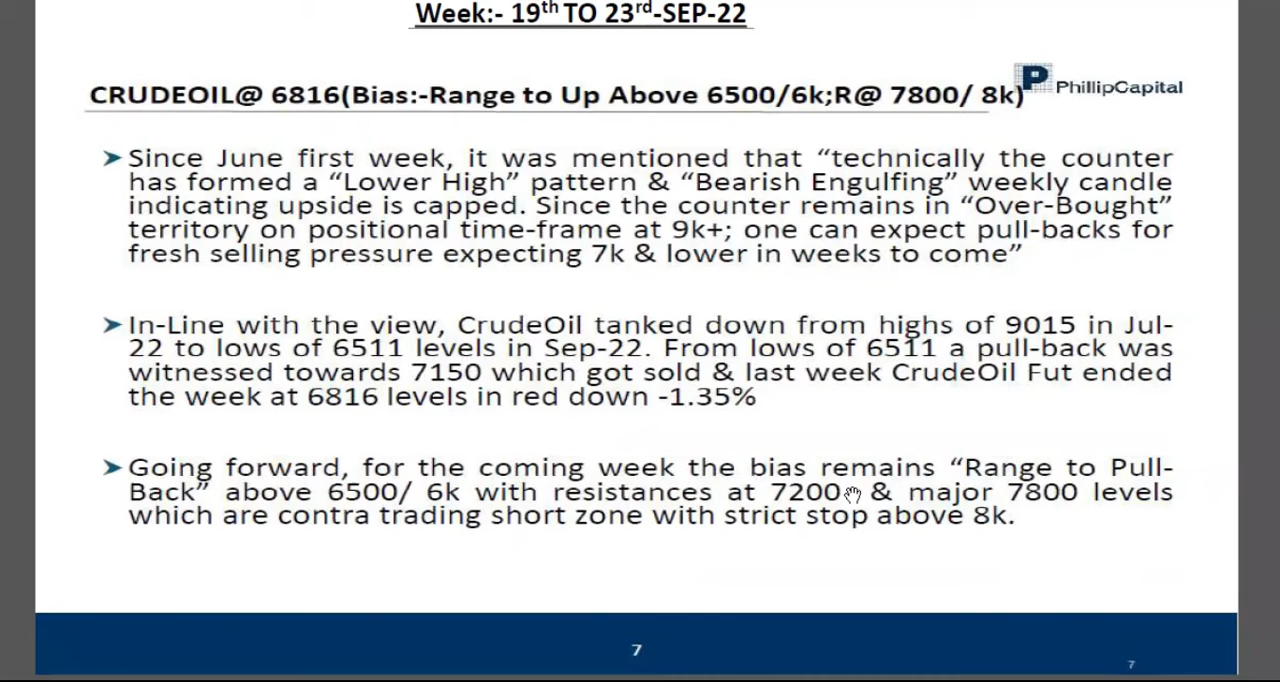 Week:- 19th TO 23rd-SEP-22
PhillipCapital
CRUDEOIL@ 6816(Bias:-Range to Up Above 6500/6k;R@ 7800/ 8k)
➤Since June first week, it was mentioned that “technically the counter
has formed a “Lower High” pattern & “Bearish Engulfing” weekly candle
indicating upside is capped. Since the counter remains in “Over-Bought”
territory on positional time-frame at 9k+; one can expect pull-backs for
fresh selling pressure expecting 7k & lower in weeks to come”
➤In-Line with the view, CrudeOil tanked down from highs of 9015 in Jul-
22 to lows of 6511 levels in Sep-22. From lows of 6511 a pull-back was
witnessed towards 7150 which got sold & last week CrudeOil Fut ended
the week at 6816 levels in red down -1.35%
➤Going forward, for the coming week the bias remains “Range to Pull-
Back” above 6500/ 6k with resistances at 7200 & major 7800 levels
which are contra trading short zone with strict stop above 8k.
7
7